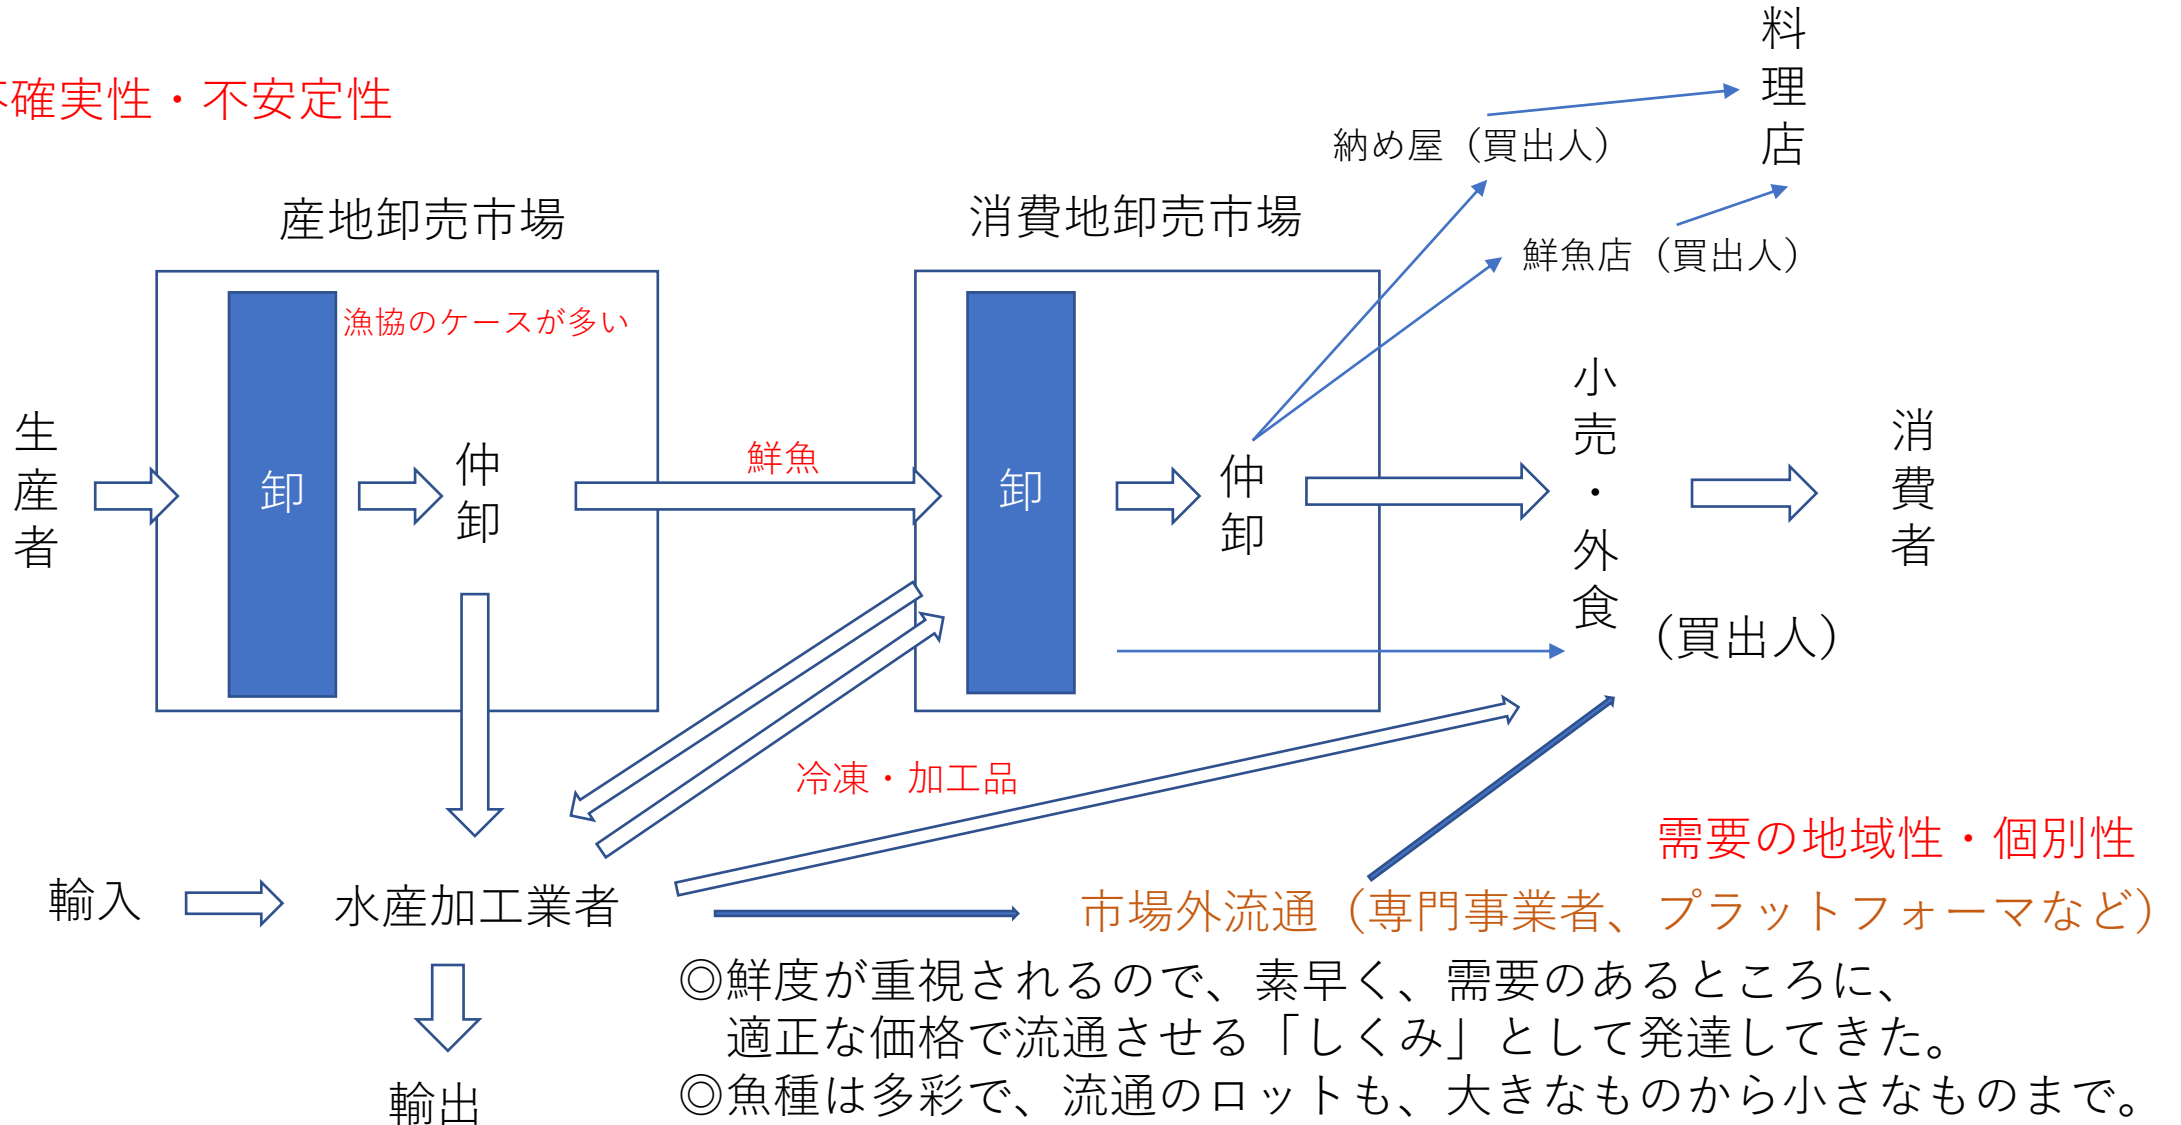 不確実性・不安定性
料理店
納め屋（買出人）
鮮魚店（買出人）
産地卸売市場
消費地卸売市場
漁協のケースが多い
生産者
卸
仲卸
鮮魚
卸
仲卸
小売・外食
（買出人）
消費者
冷凍・加工品
需要の地域性・個別性
輸入
水産加工業者
市場外流通（専門事業者、プラットフォーマなど）
輸出
◎鮮度が重視されるので、素早く、需要のあるところに、
適正な価格で流通させる「しくみ」として発達してきた。
◎魚種は多彩で、流通のロットも、大きなものから小さなものまで。